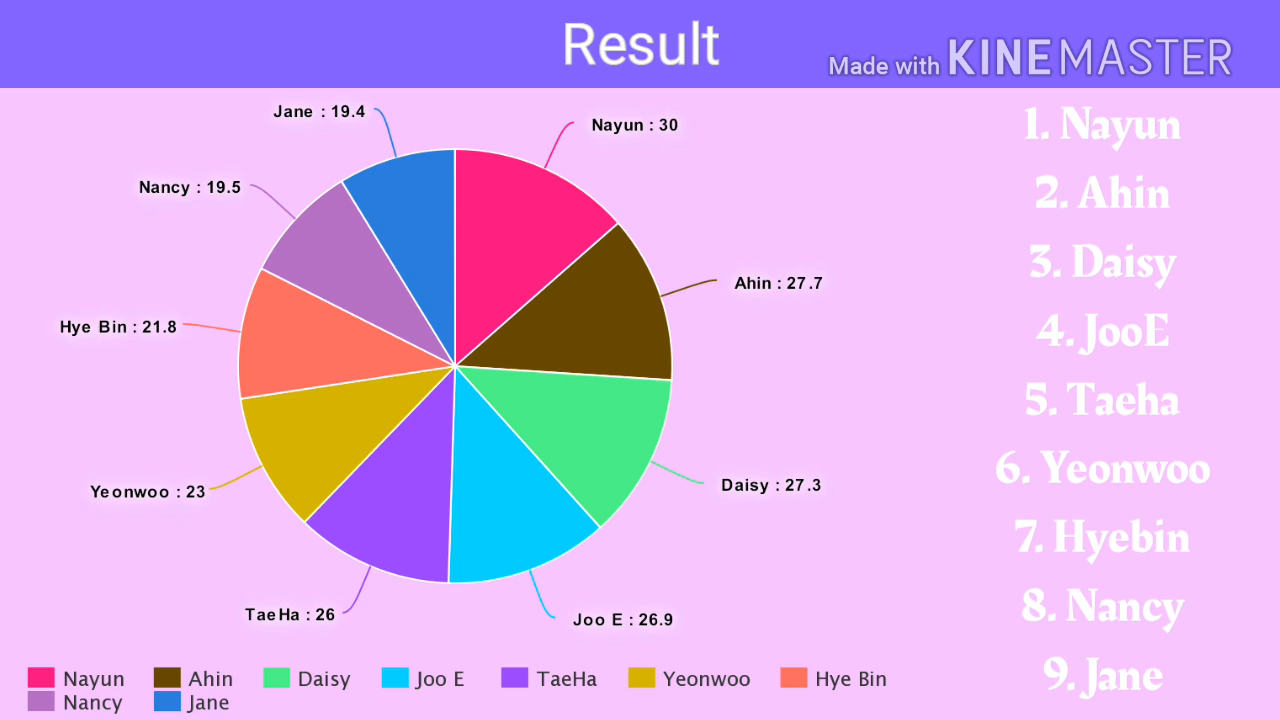 Result
Made with KINEMASTER
Jane : 19.4
Nayun : 30
Nancy : 19.5
Ahin : 27.7
Hye Bin : 21.8
Daisy : 27.3
Yeonwoo : 23
TaeHa : 26
Joo E : 26.9
Nayun Ahin Daisy Joo E TaeHa Yeonwoo Hye Bin
Nancy Jane
1. Nayun
2. Ahin
3. Daisy
4. JooE
5. Taeha
6. Yeonwoo
7. Hyebin
8. Nancy
9. Jane